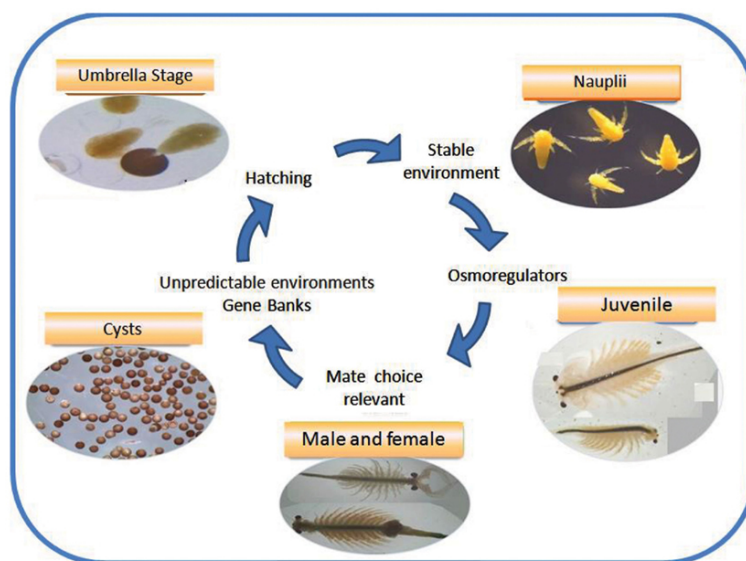 Umbrella Stage
Nauplii
Hatching
Stable
environment
Unpredictable environments
Gene Banks
Osmoregulators
Cysts
Juvenile
Mate choice
relevant
Male and female